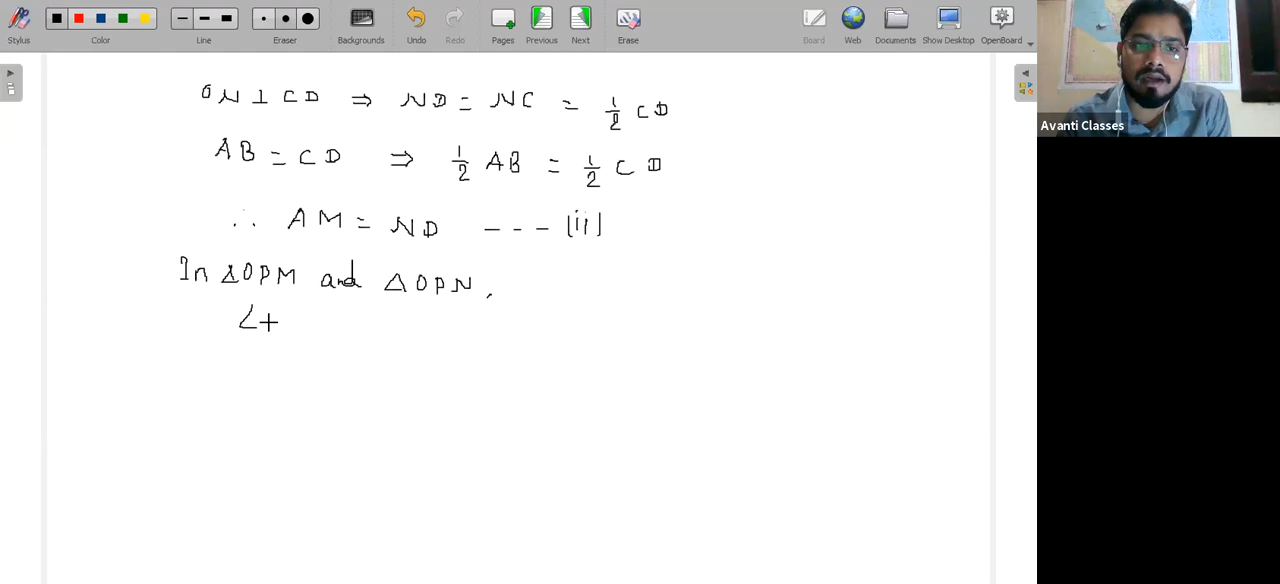 Stylus Color Line Eraser Backgrounds Undo Redo Pages Previous Next Erase Board Web Documents Show Desktop OpenBoard
Avanti Classes
ON ⊥ CD ⇒ ND = NC = 1/2 CD
AB = CD ⇒ 1/2 AB = 1/2 CD
∴ AM = ND --- (ii)
In △OPM and △OPN,
∠